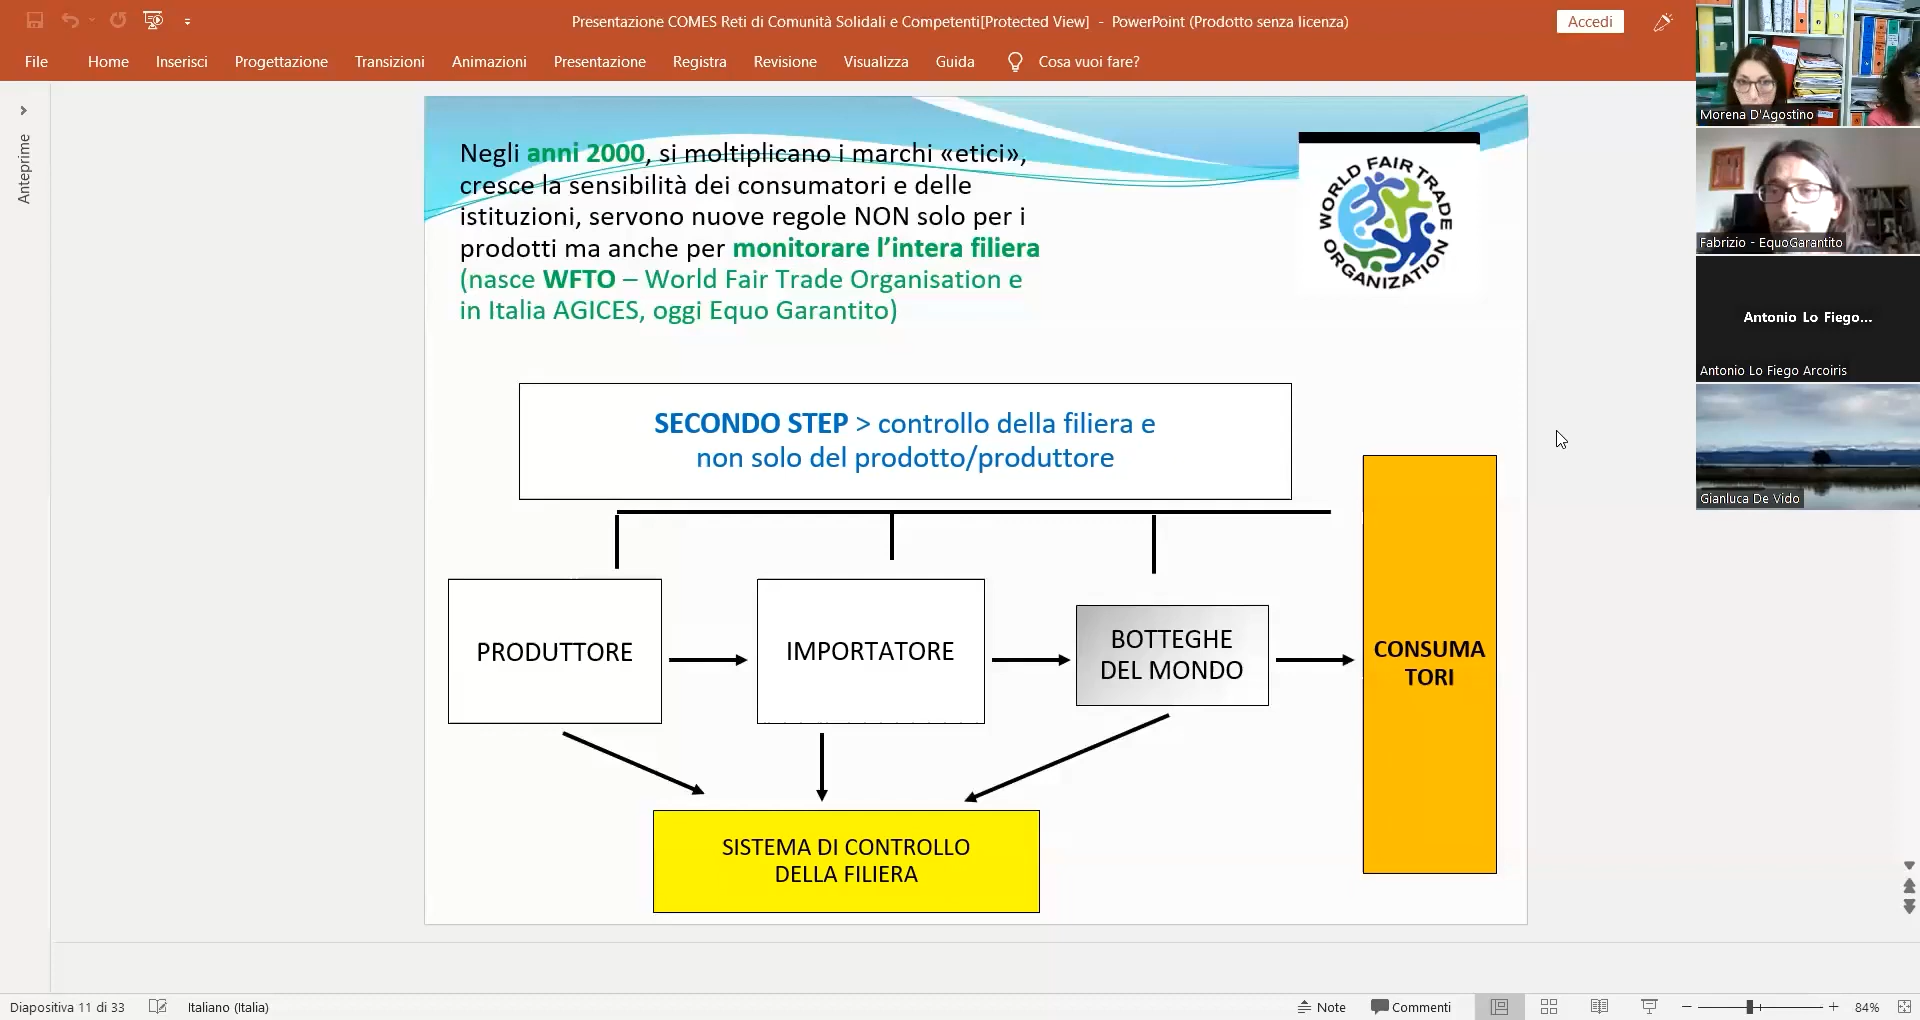 Presentazione COMES Reti di Comunità Solidali e Competenti[Protected View] - PowerPoint (Prodotto senza licenza)
Accedi
File Home Inserisci Progettazione Transizioni Animazioni Presentazione Registra Revisione Visualizza Guida Cosa vuoi fare?
Anteprime
Negli anni 2000, si moltiplicano i marchi «etici»,
cresce la sensibilità dei consumatori e delle
istituzioni, servono nuove regole NON solo per i
prodotti ma anche per monitorare l’intera filiera
(nasce WFTO – World Fair Trade Organisation e
in Italia AGICES, oggi Equo Garantito)
WORLD FAIR TRADE
ORGANIZATION
SECONDO STEP > controllo della filiera e
non solo del prodotto/produttore
PRODUTTORE
IMPORTATORE
BOTTEGHE
DEL MONDO
CONSUMA
TORI
SISTEMA DI CONTROLLO
DELLA FILIERA
Morena D'Agostino
Fabrizio - EquoGarantito
Antonio Lo Fiego...
Antonio Lo Fiego Arcoiris
Gianluca De Vido
Diapositiva 11 di 33
Italiano (Italia)
Note
Commenti
84%